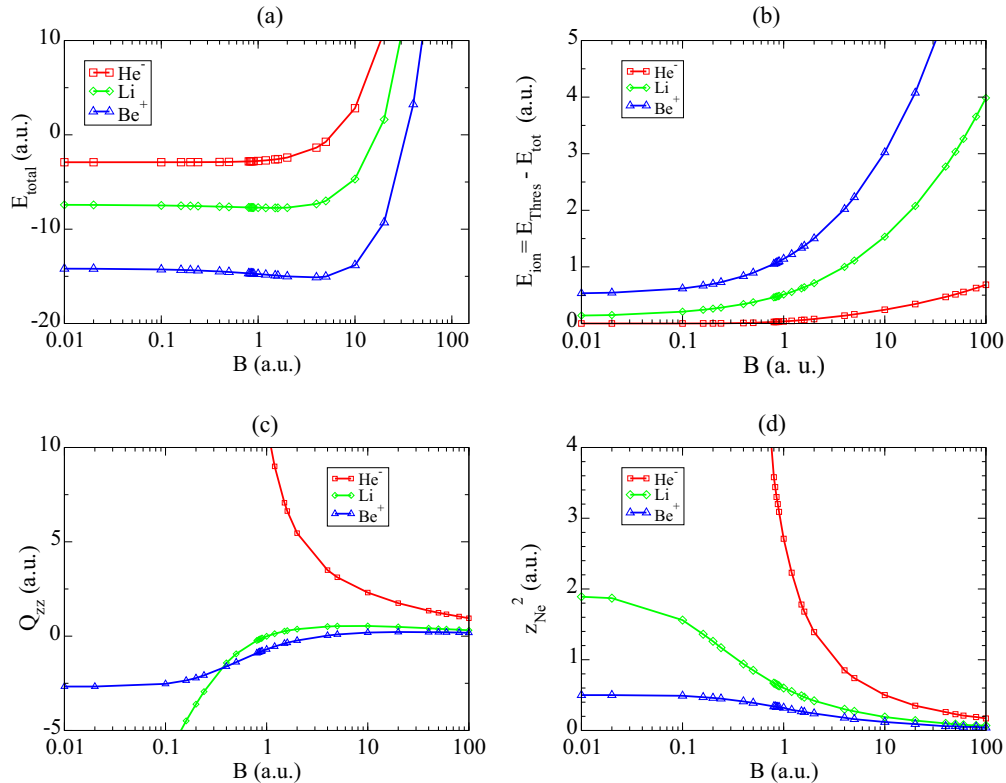 (a)
10
0
-10
-20
E_total (a.u.)
He^-
Li
Be^+
0.01 0.1 1 10 100
B (a.u.)
(b)
5
4
3
2
1
0
E_ion = E_Thres - E_tot (a.u.)
He^-
Li
Be^+
0.01 0.1 1 10 100
B (a. u.)
(c)
10
5
0
-5
Q_zz (a.u.)
He^-
Li
Be^+
0.01 0.1 1 10 100
B (a.u.)
(d)
4
3
2
1
0
z_Ne^2 (a.u.)
He^-
Li
Be^+
0.01 0.1 1 10 100
B (a.u.)